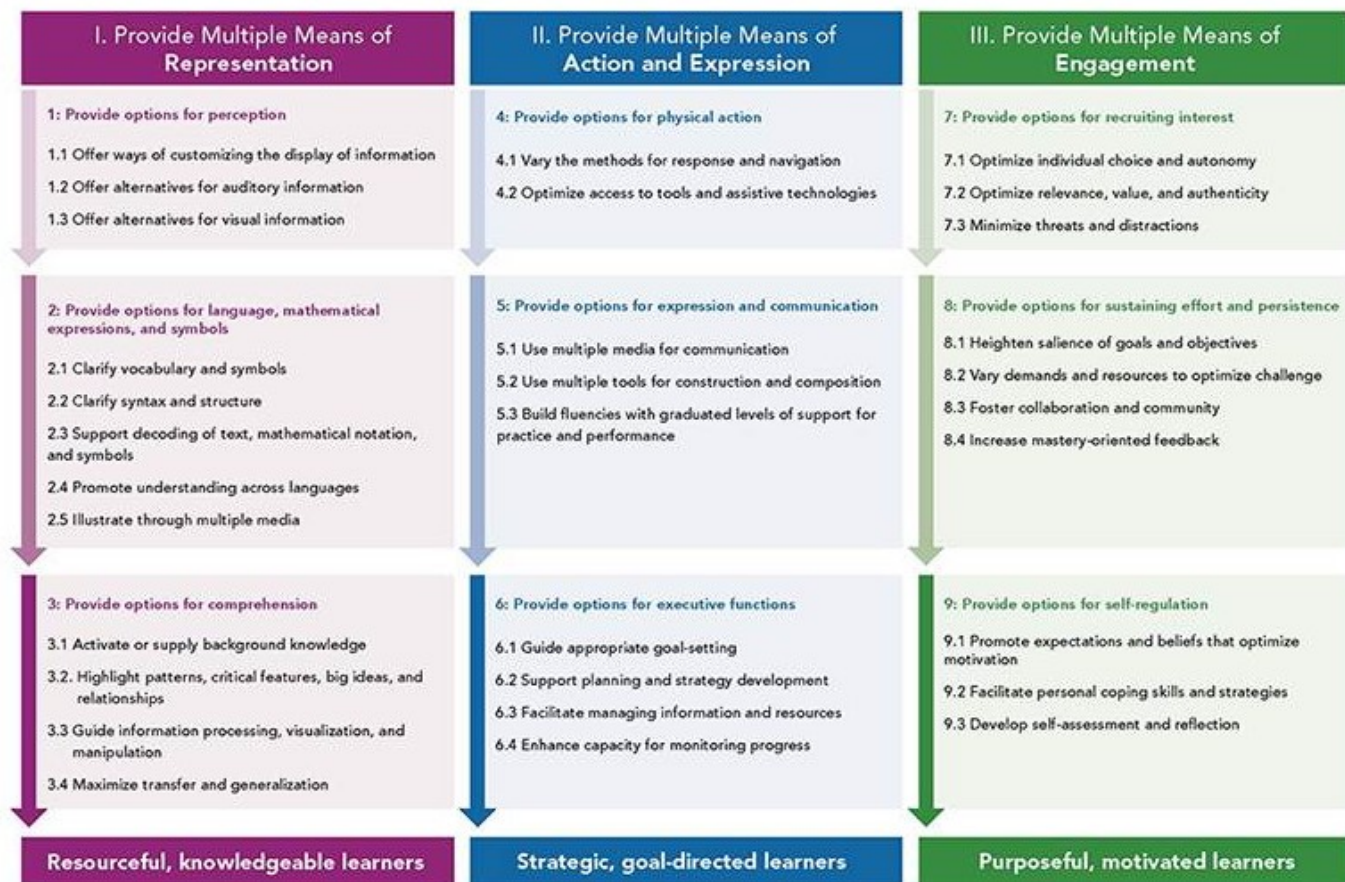 I. Provide Multiple Means of
Representation
1: Provide options for perception
1.1 Offer ways of customizing the display of information
1.2 Offer alternatives for auditory information
1.3 Offer alternatives for visual information
2: Provide options for language, mathematical
expressions, and symbols
2.1 Clarify vocabulary and symbols
2.2 Clarify syntax and structure
2.3 Support decoding of text, mathematical notation,
and symbols
2.4 Promote understanding across languages
2.5 Illustrate through multiple media
3: Provide options for comprehension
3.1 Activate or supply background knowledge
3.2. Highlight patterns, critical features, big ideas, and
relationships
3.3 Guide information processing, visualization, and
manipulation
3.4 Maximize transfer and generalization
Resourceful, knowledgeable learners
II. Provide Multiple Means of
Action and Expression
4: Provide options for physical action
4.1 Vary the methods for response and navigation
4.2 Optimize access to tools and assistive technologies
5: Provide options for expression and communication
5.1 Use multiple media for communication
5.2 Use multiple tools for construction and composition
5.3 Build fluencies with graduated levels of support for
practice and performance
6: Provide options for executive functions
6.1 Guide appropriate goal-setting
6.2 Support planning and strategy development
6.3 Facilitate managing information and resources
6.4 Enhance capacity for monitoring progress
Strategic, goal-directed learners
III. Provide Multiple Means of
Engagement
7: Provide options for recruiting interest
7.1 Optimize individual choice and autonomy
7.2 Optimize relevance, value, and authenticity
7.3 Minimize threats and distractions
8: Provide options for sustaining effort and persistence
8.1 Heighten salience of goals and objectives
8.2 Vary demands and resources to optimize challenge
8.3 Foster collaboration and community
8.4 Increase mastery-oriented feedback
9: Provide options for self-regulation
9.1 Promote expectations and beliefs that optimize
motivation
9.2 Facilitate personal coping skills and strategies
9.3 Develop self-assessment and reflection
Purposeful, motivated learners